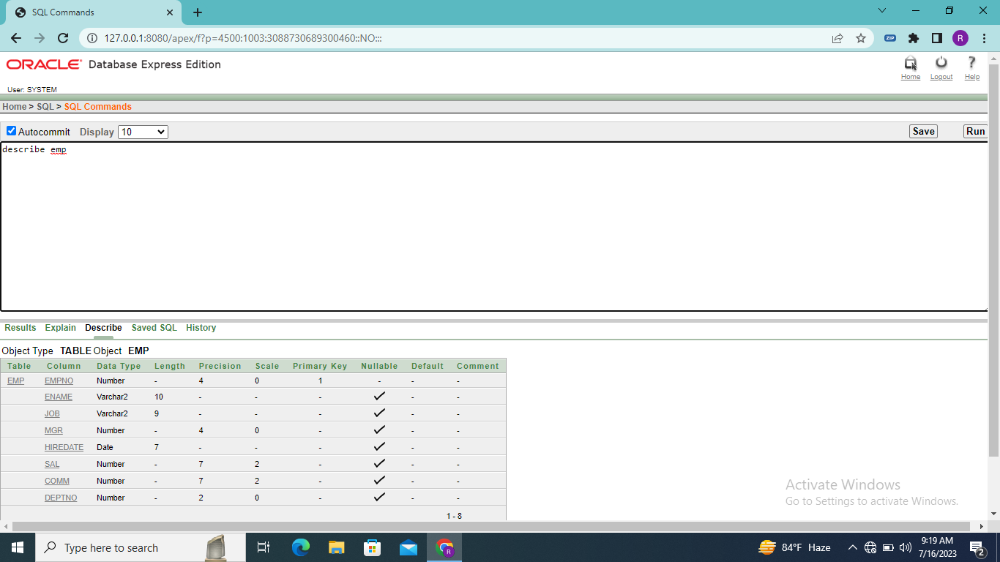 SQL Commands
127.0.0.1:8080/apex/f?p=4500:1003:3088730689300460::NO:::
ZIP
R
ORACLE Database Express Edition
Home Logout Help
User: SYSTEM
Home > SQL > SQL Commands
Autocommit Display 10 Save Run
describe emp
Results Explain Describe Saved SQL History
Object Type TABLE Object EMP
Table Column Data Type Length Precision Scale Primary Key Nullable Default Comment
EMP EMPNO Number - 4 0 1 - - -
ENAME Varchar2 10 - - - ✓ - -
JOB Varchar2 9 - - - ✓ - -
MGR Number - 4 0 - ✓ - -
HIREDATE Date 7 - - - ✓ - -
SAL Number - 7 2 - ✓ - -
COMM Number - 7 2 - ✓ - -
DEPTNO Number - 2 0 - ✓ - -
1 - 8
Activate Windows
Go to Settings to activate Windows.
Type here to search
R
84°F Haze
9:19 AM
7/16/2023
2